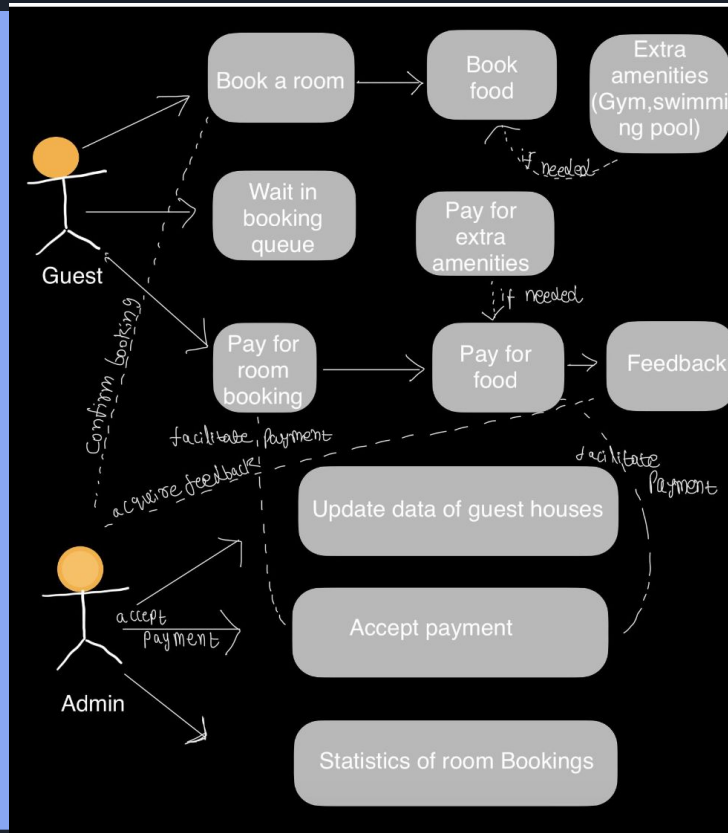 Book a room
Book
food
Extra
amenities
(Gym,swimmi
ng pool)
if needed
Wait in
booking
queue
Pay for
extra
amenities
Guest
if needed
Confirm booking
Pay for
room
booking
Pay for
food
Feedback
facilitate payment
facilitate
Payment
acquire feedback
Update data of guest houses
accept
Payment
Accept payment
Admin
Statistics of room Bookings